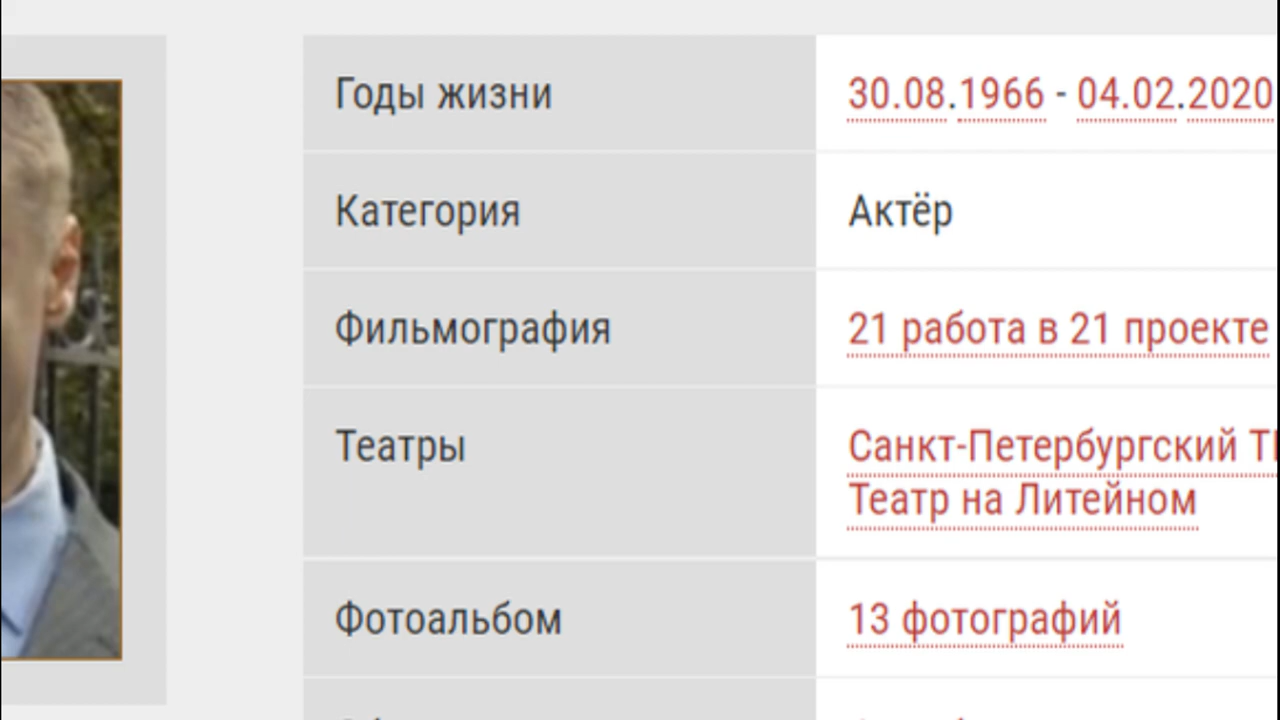 Годы жизни 30.08.1966 - 04.02.2020
Категория Актёр
Фильмография 21 работа в 21 проекте
Театры Санкт-Петербургский
Театр на Литейном
Фотоальбом 13 фотографий